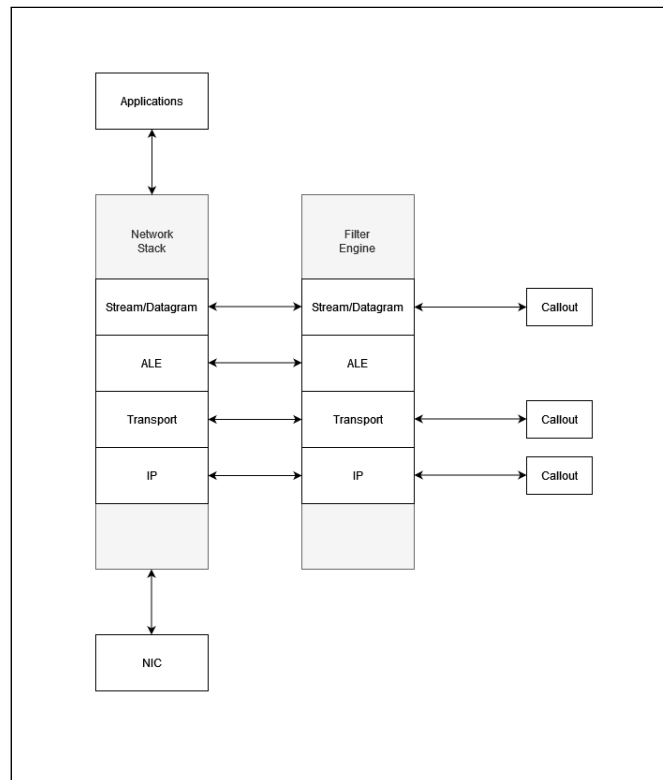 Applications
Network
Stack
Filter
Engine
Stream/Datagram
Stream/Datagram
Callout
ALE
ALE
Transport
Transport
Callout
IP
IP
Callout
NIC